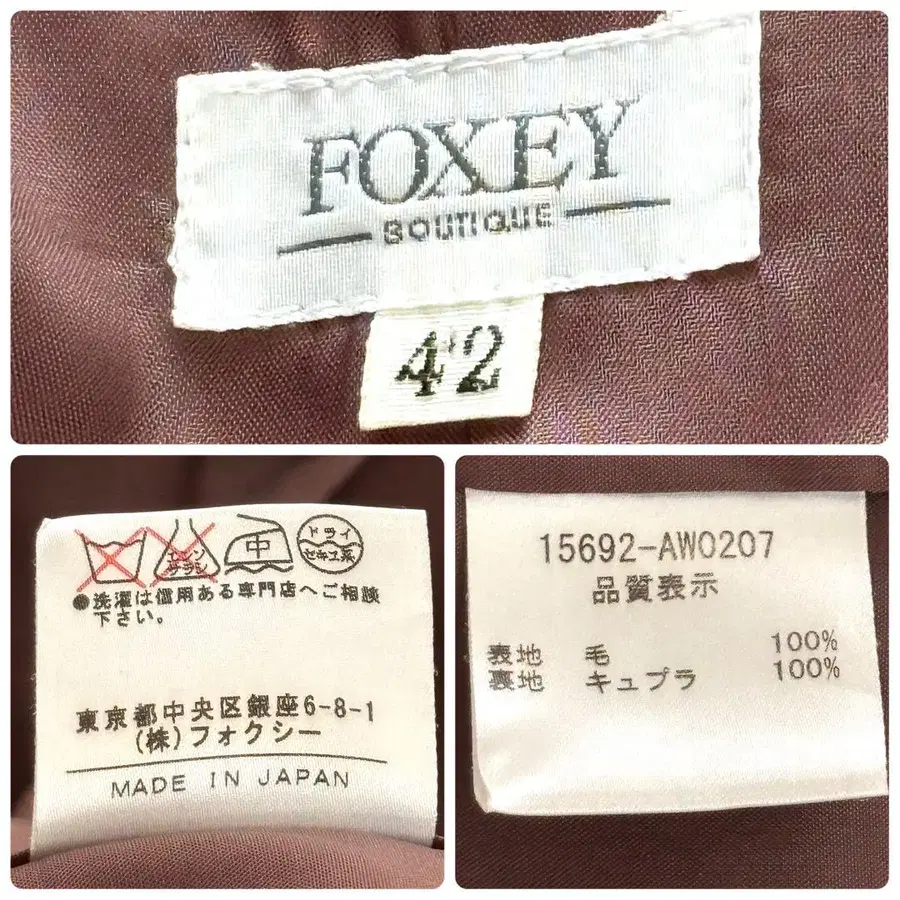 FOXEY
BOUTIQUE
42
エンソ
サラシ
中
ドライ
セキユ系
●洗濯は信用ある専門店へご相談
下さい。
東京都中央区銀座6-8-1
(株)フォクシー
MADE IN JAPAN
15692-AW0207
品質表示
表地 毛 100%
裏地 キュプラ 100%